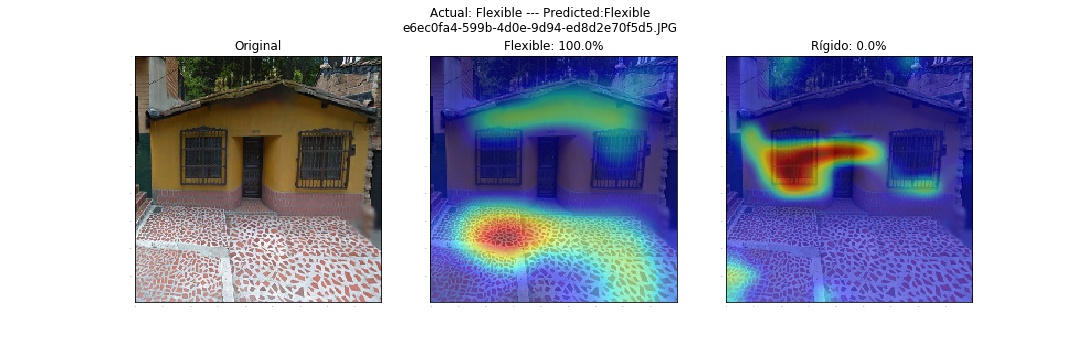 Actual: Flexible --- Predicted:Flexible
e6ec0fa4-599b-4d0e-9d94-ed8d2e70f5d5.JPG
Original
Flexible: 100.0%
Rígido: 0.0%